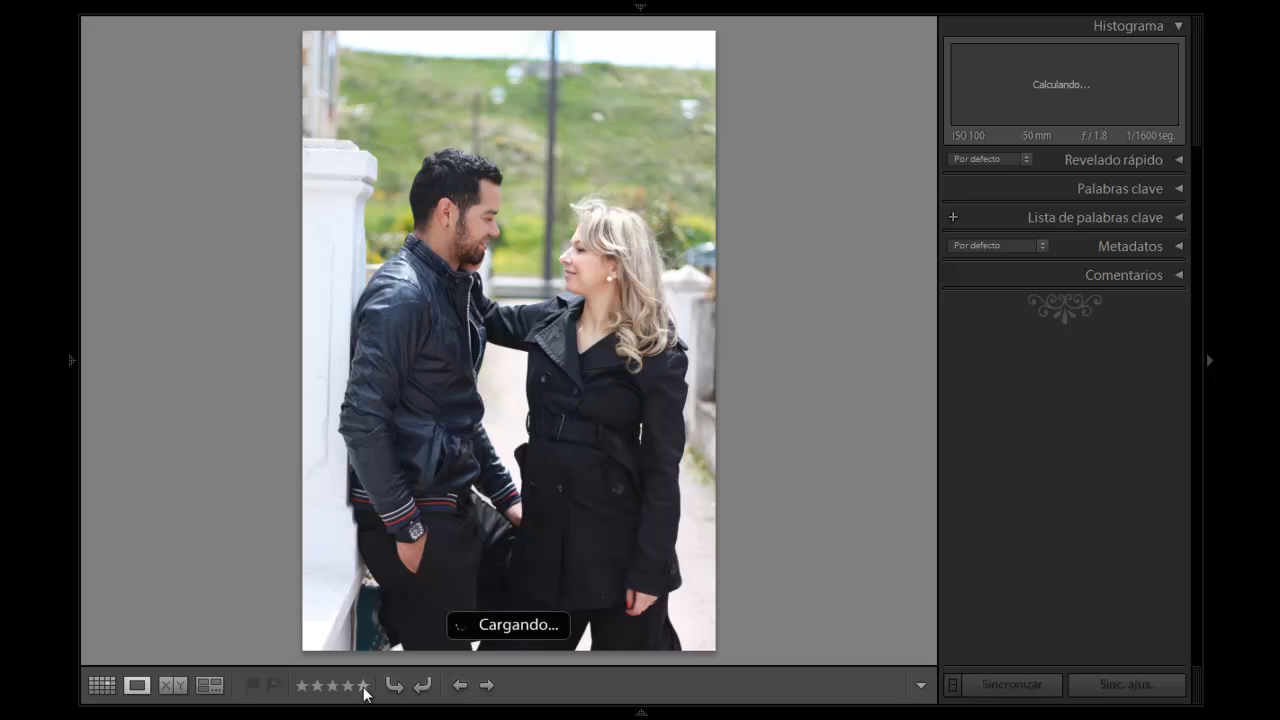 Histograma
Calculando...
ISO 100 50 mm ƒ / 1.8 1/1600 seg.
Por defecto Revelado rápido
Palabras clave
+ Lista de palabras clave
Por defecto Metadatos
Comentarios
Cargando...
XY Sincronizar Sinc. ajus.